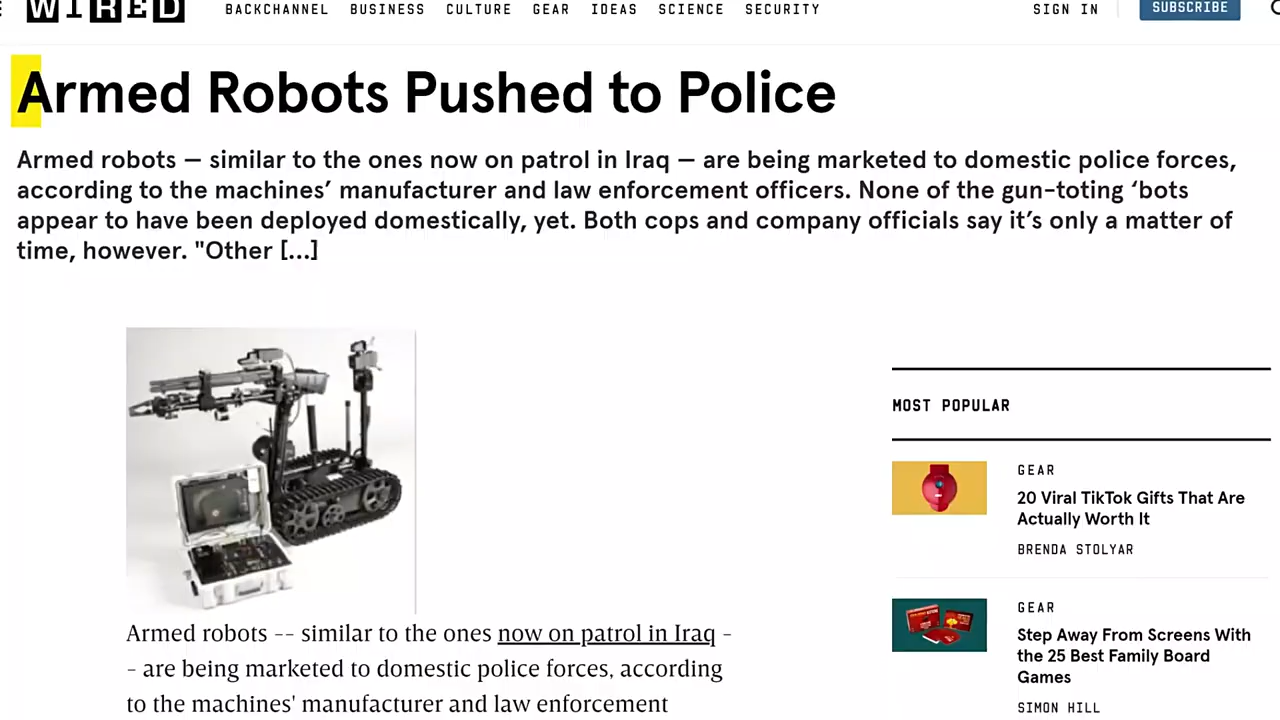 WIRED
BACKCHANNEL BUSINESS CULTURE GEAR IDEAS SCIENCE SECURITY
SIGN IN
SUBSCRIBE
Armed Robots Pushed to Police
Armed robots — similar to the ones now on patrol in Iraq — are being marketed to domestic police forces,
according to the machines’ manufacturer and law enforcement officers. None of the gun-toting ‘bots
appear to have been deployed domestically, yet. Both cops and company officials say it’s only a matter of
time, however. "Other [...]
Armed robots -- similar to the ones now on patrol in Iraq -
- are being marketed to domestic police forces, according
to the machines' manufacturer and law enforcement
MOST POPULAR
GEAR
20 Viral TikTok Gifts That Are
Actually Worth It
BRENDA STOLYAR
GEAR
Step Away From Screens With
the 25 Best Family Board
Games
SIMON HILL